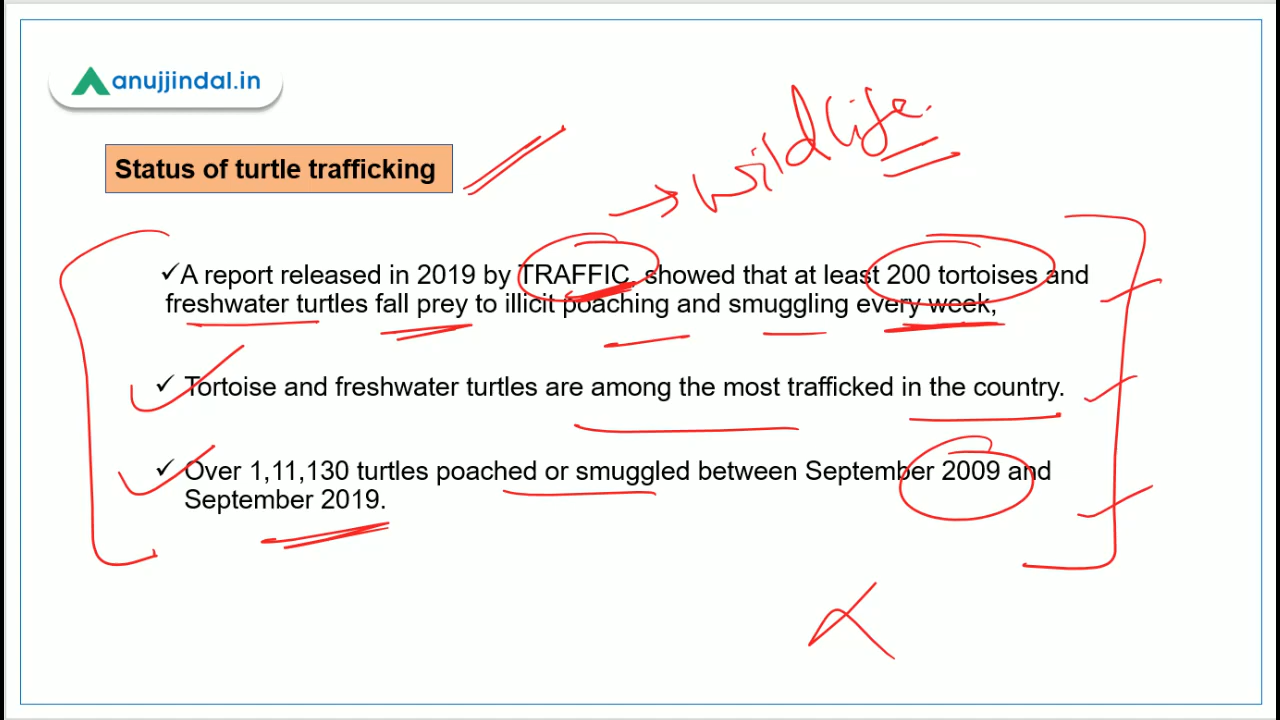 anujjindal.in
wildlife.
Status of turtle trafficking
✓A report released in 2019 by TRAFFIC, showed that at least 200 tortoises and
freshwater turtles fall prey to illicit poaching and smuggling every week,
✓ Tortoise and freshwater turtles are among the most trafficked in the country.
✓ Over 1,11,130 turtles poached or smuggled between September 2009 and
September 2019.